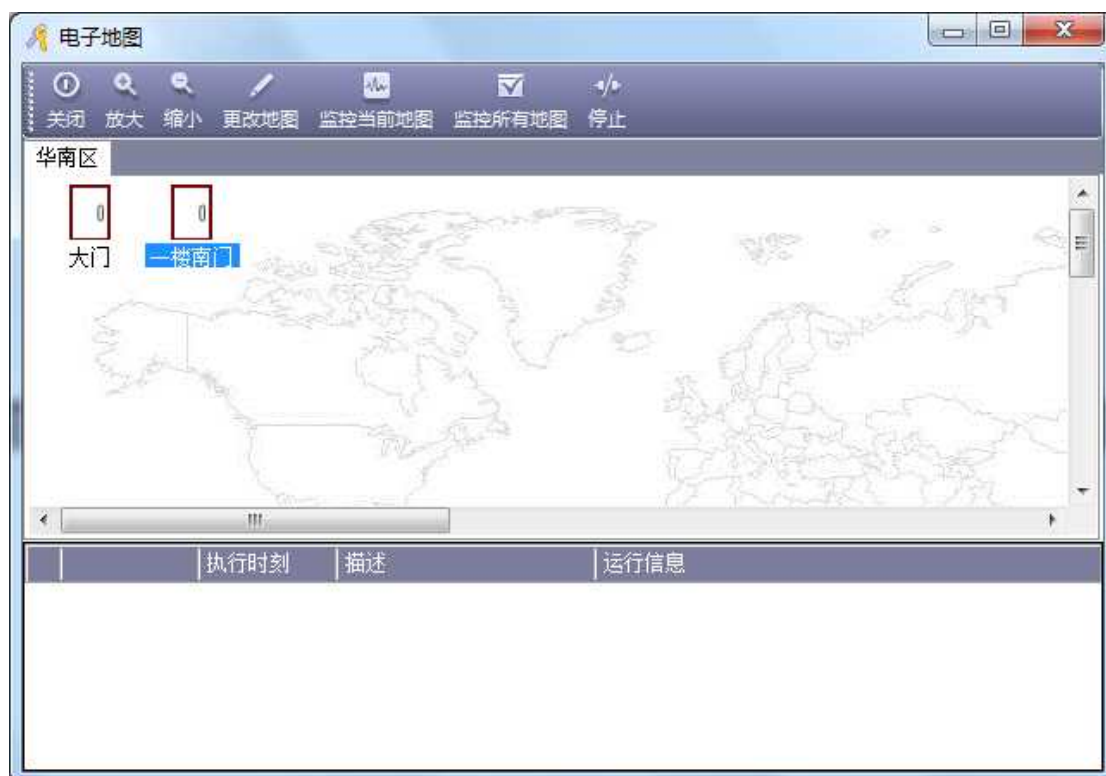 电子地图
关闭 放大 缩小 更改地图 监控当前地图 监控所有地图 停止
华南区
大门 一楼南门
执行时刻 描述 运行信息